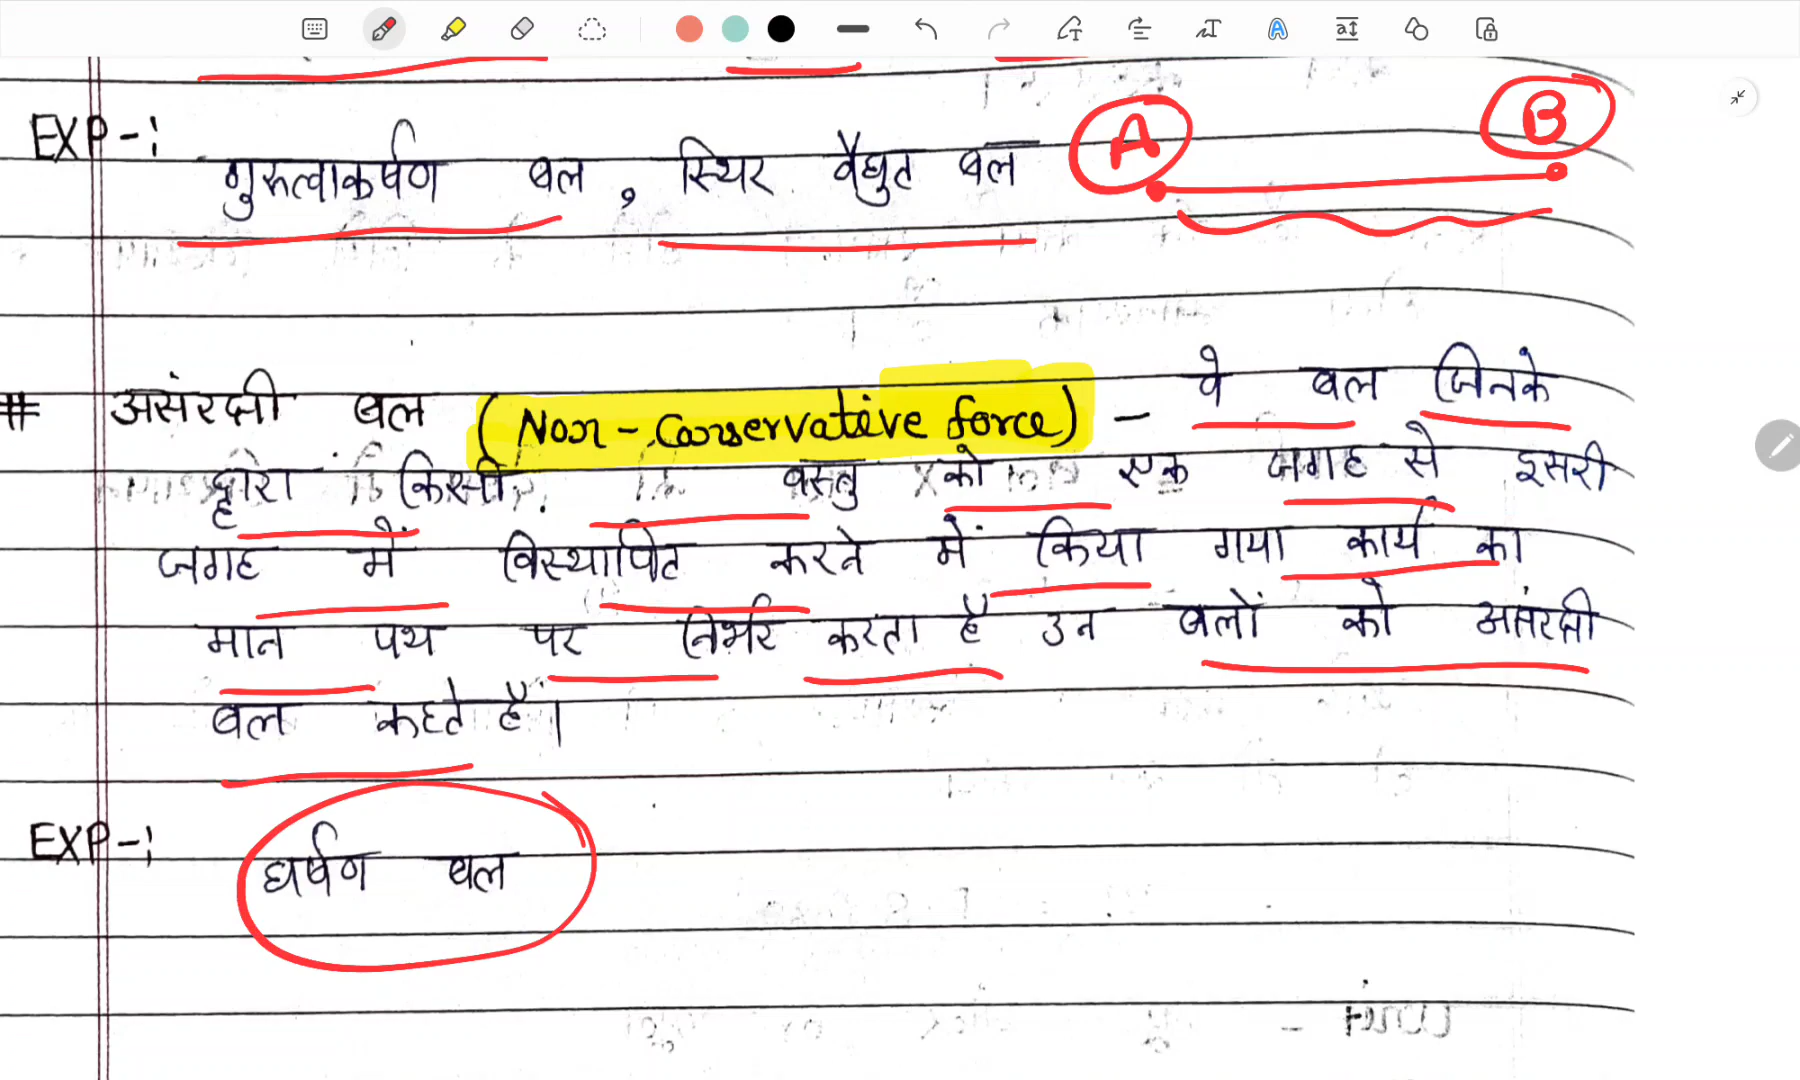 EXP-:
गुरुत्वाकर्षण बल , स्थिर वैद्युत बल
A B
# असंरक्षी बल (Non-Conservative force) - वे बल जिनके
द्वारा किसी वस्तु को एक जगह से दूसरी
जगह में विस्थापित करने में किया गया कार्य का
मान पथ पर निर्भर करता है उन बलों को असंरक्षी
बल कहते हैं।
EXP-:
घर्षण बल